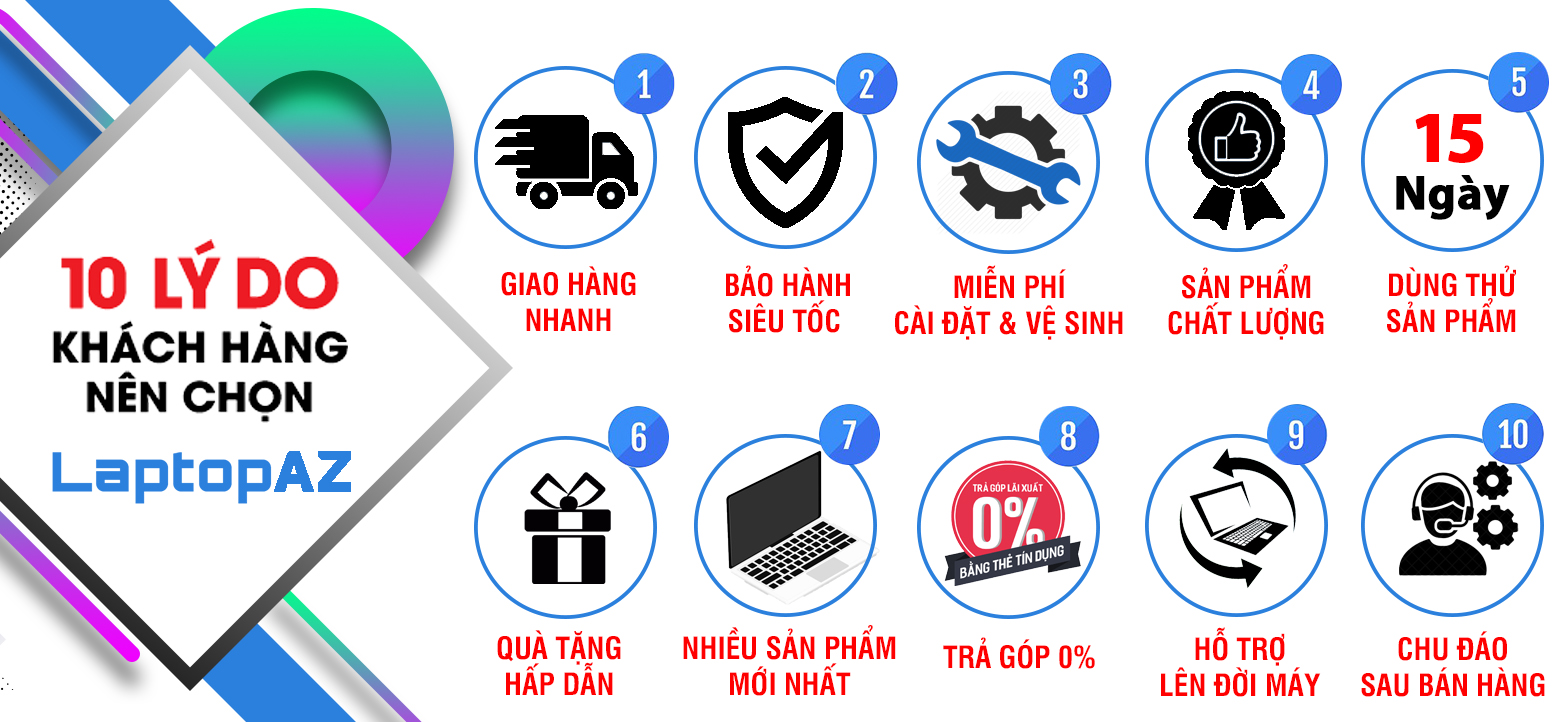 10 LÝ DO
KHÁCH HÀNG
NÊN CHỌN
LaptopAZ
1
GIAO HÀNG
NHANH
2
BẢO HÀNH
SIÊU TỐC
3
MIỄN PHÍ
CÀI ĐẶT & VỆ SINH
4
SẢN PHẨM
CHẤT LƯỢNG
5
15
Ngày
DÙNG THỬ
SẢN PHẨM
6
QUÀ TẶNG
HẤP DẪN
7
NHIỀU SẢN PHẨM
MỚI NHẤT
8
TRẢ GÓP LÃI XUẤT
0%
BẰNG THẺ TÍN DỤNG
TRẢ GÓP 0%
9
HỖ TRỢ
LÊN ĐỜI MÁY
10
CHU ĐÁO
SAU BÁN HÀNG